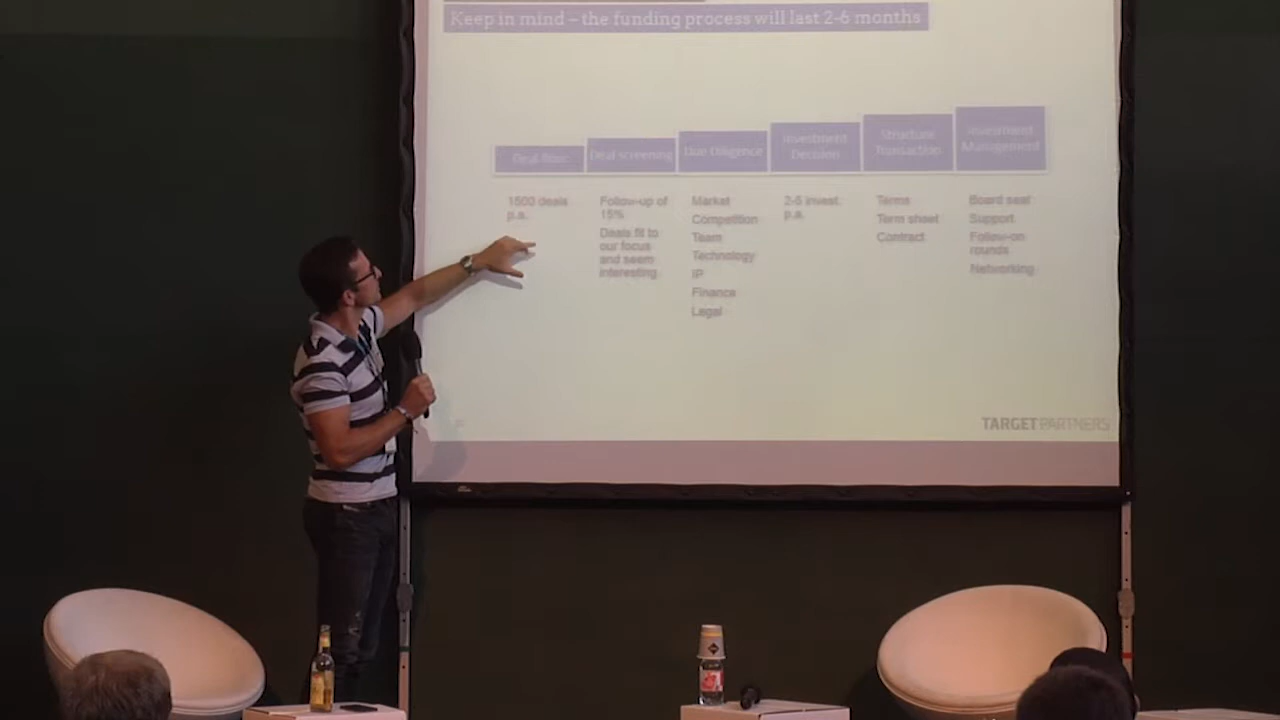 Keep in mind – the funding process will last 2-6 months
Deal flow
Deal screening
Due Diligence
Investment
Decision
Structure
Transaction
Investment
Management
1500 deals
p.a.
Follow-up of
15%
Deals fit to
our focus
and seem
interesting
Market
Competition
Team
Technology
IP
Finance
Legal
2-5 invest.
p.a.
Terms
Term sheet
Contract
Board seat
Support
Follow-on
rounds
Networking
TARGETPARTNERS